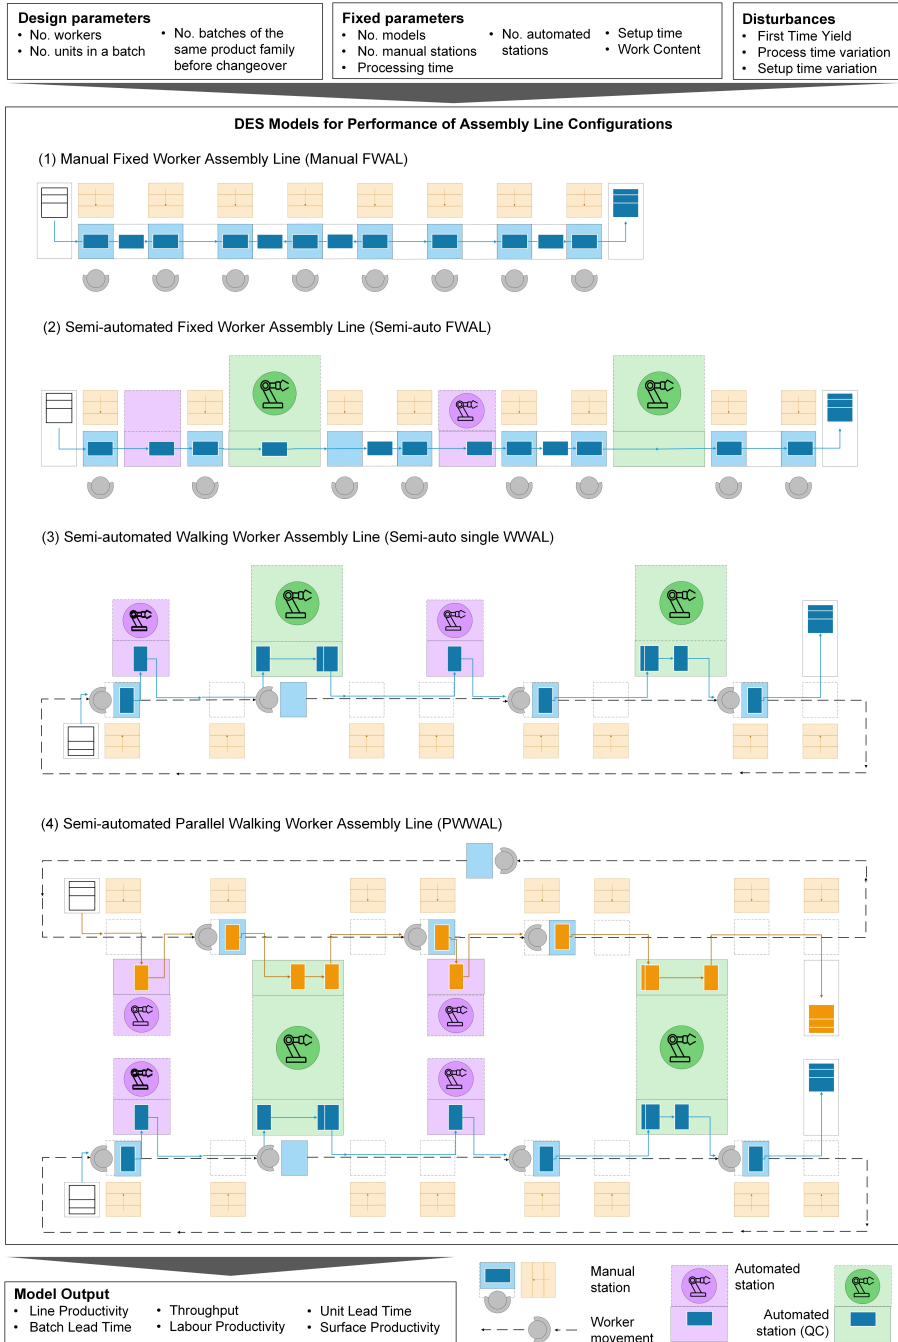 Design parameters
• No. workers
• No. units in a batch
• No. batches of the
same product family
before changeover
Fixed parameters
• No. models
• No. manual stations
• Processing time
• No. automated
stations
• Setup time
• Work Content
Disturbances
• First Time Yield
• Process time variation
• Setup time variation
DES Models for Performance of Assembly Line Configurations
(1) Manual Fixed Worker Assembly Line (Manual FWAL)
(2) Semi-automated Fixed Worker Assembly Line (Semi-auto FWAL)
(3) Semi-automated Walking Worker Assembly Line (Semi-auto single WWAL)
(4) Semi-automated Parallel Walking Worker Assembly Line (PWWAL)
Model Output
• Line Productivity
• Batch Lead Time
• Throughput
• Labour Productivity
• Unit Lead Time
• Surface Productivity
Manual
station
Worker
movement
Automated
station
Automated
station (QC)